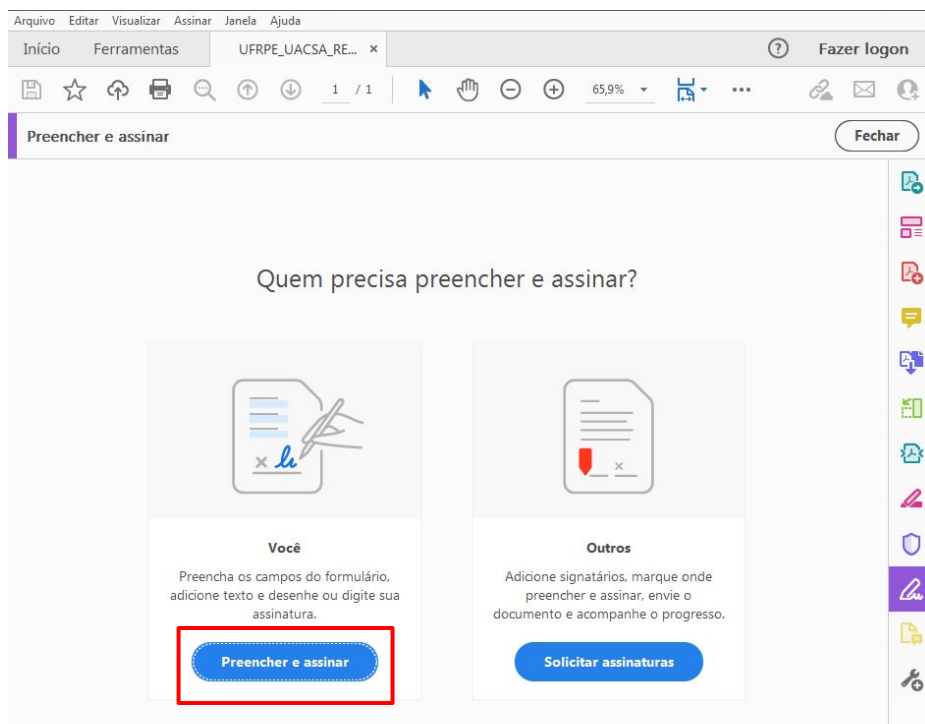 Arquivo Editar Visualizar Assinar Janela Ajuda
Início Ferramentas UFRPE_UACSA_RE... × ? Fazer logon
1 / 1 65,9% ...
Preencher e assinar Fechar
Quem precisa preencher e assinar?
Você
Preencha os campos do formulário,
adicione texto e desenhe ou digite sua
assinatura.
Preencher e assinar
Outros
Adicione signatários, marque onde
preencher e assinar, envie o
documento e acompanhe o progresso.
Solicitar assinaturas